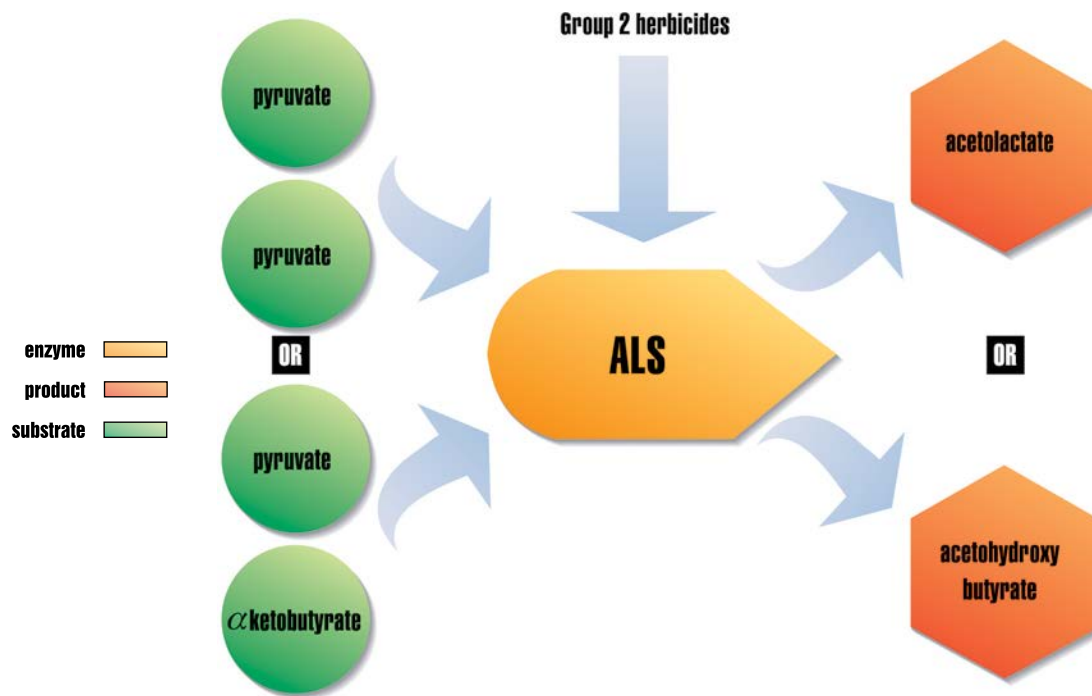 Group 2 herbicides
pyruvate
pyruvate
OR
pyruvate
αketobutyrate
ALS
acetolactate
OR
acetohydroxy
butyrate
enzyme
product
substrate